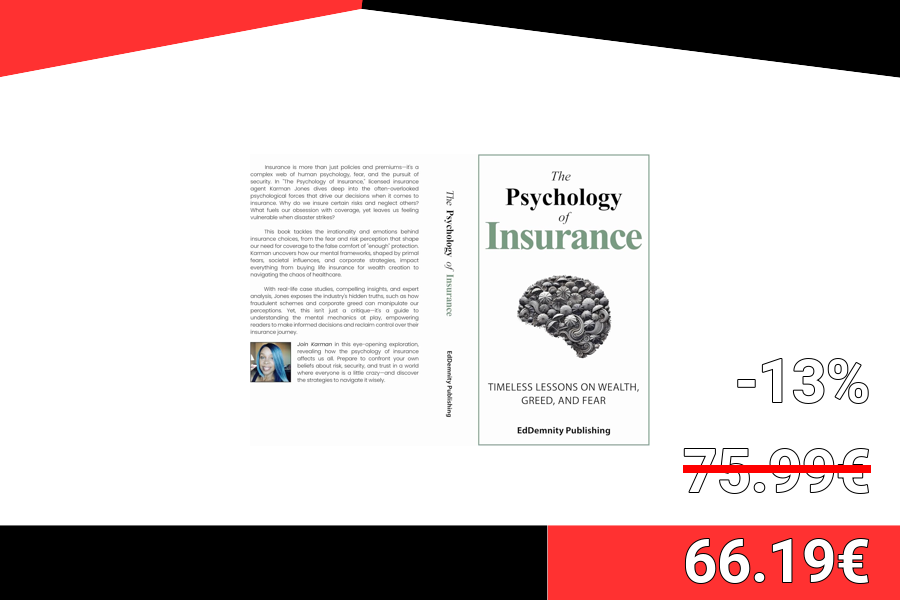 Insurance is more than just policies and premiums—it's a
complex web of human psychology, fear, and the pursuit of
security. In "The Psychology of Insurance," licensed insurance
agent Karman Jones dives deep into the often-overlooked
psychological forces that drive our decisions when it comes to
insurance. Why do we insure certain risks and neglect others?
What fuels our obsession with coverage, yet leaves us feeling
vulnerable when disaster strikes?
This book tackles the irrationality and emotions behind
insurance choices, from the fear and risk perception that shape
our need for coverage to the false comfort of "enough" protection.
Karman uncovers how our mental frameworks, shaped by primal
fears, societal influences, and corporate strategies, impact
everything from buying life insurance for wealth creation to
navigating the chaos of healthcare.
With real-life case studies, compelling insights, and expert
analysis, Jones exposes the industry's hidden truths, such as how
fraudulent schemes and corporate greed can manipulate our
perceptions. Yet, this isn't just a critique—it's a guide to
understanding the mental mechanics at play, empowering
readers to make informed decisions and reclaim control over their
insurance journey.
Join Karman in this eye-opening exploration,
revealing how the psychology of insurance
affects us all. Prepare to confront your own
beliefs about risk, security, and trust in a world
where everyone is a little crazy—and discover
the strategies to navigate it wisely.
The Psychology of Insurance
EdDemnity Publishing
The
Psychology
of
Insurance
TIMELESS LESSONS ON WEALTH,
GREED, AND FEAR
EdDemnity Publishing
-13%
75.99€
66.19€